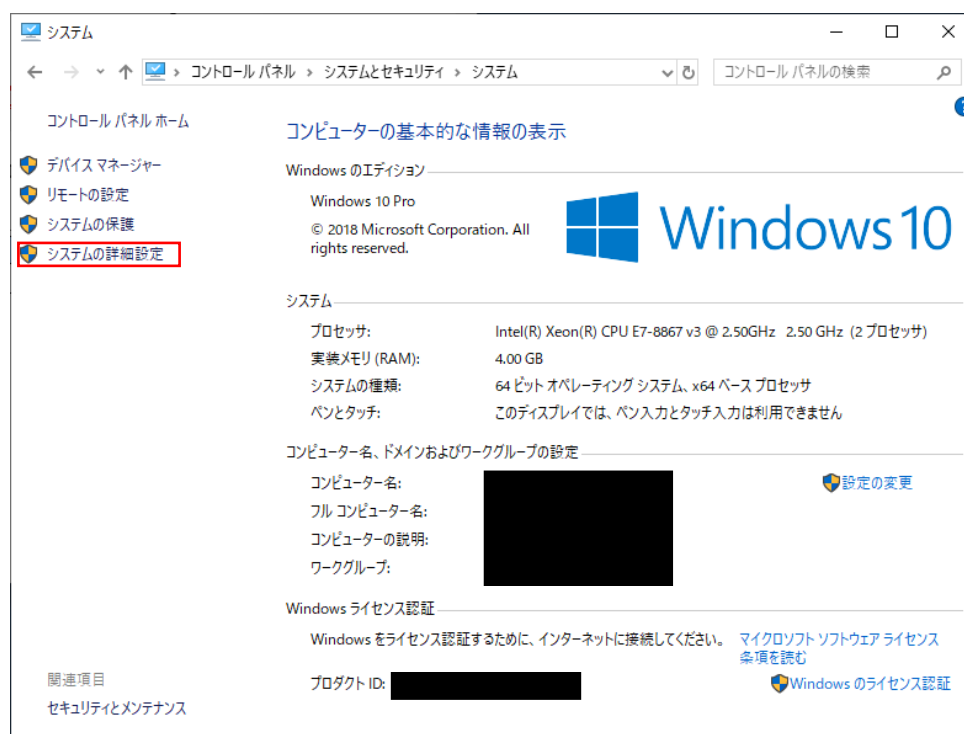 システム
コントロール パネル › システムとセキュリティ › システム
コントロール パネルの検索
コントロール パネル ホーム
デバイス マネージャー
リモートの設定
システムの保護
システムの詳細設定
関連項目
セキュリティとメンテナンス
コンピューターの基本的な情報の表示
Windows のエディション
Windows 10 Pro
© 2018 Microsoft Corporation. All
rights reserved.
Windows 10
システム
プロセッサ: Intel(R) Xeon(R) CPU E7-8867 v3 @ 2.50GHz 2.50 GHz (2 プロセッサ)
実装メモリ (RAM): 4.00 GB
システムの種類: 64 ビット オペレーティング システム、x64 ベース プロセッサ
ペンとタッチ: このディスプレイでは、ペン入力とタッチ入力は利用できません
コンピューター名、ドメインおよびワークグループの設定
コンピューター名:
設定の変更
フル コンピューター名:
コンピューターの説明:
ワークグループ:
Windows ライセンス認証
Windows をライセンス認証するために、インターネットに接続してください。
マイクロソフト ソフトウェア ライセンス
条項を読む
プロダクト ID:
Windows のライセンス認証